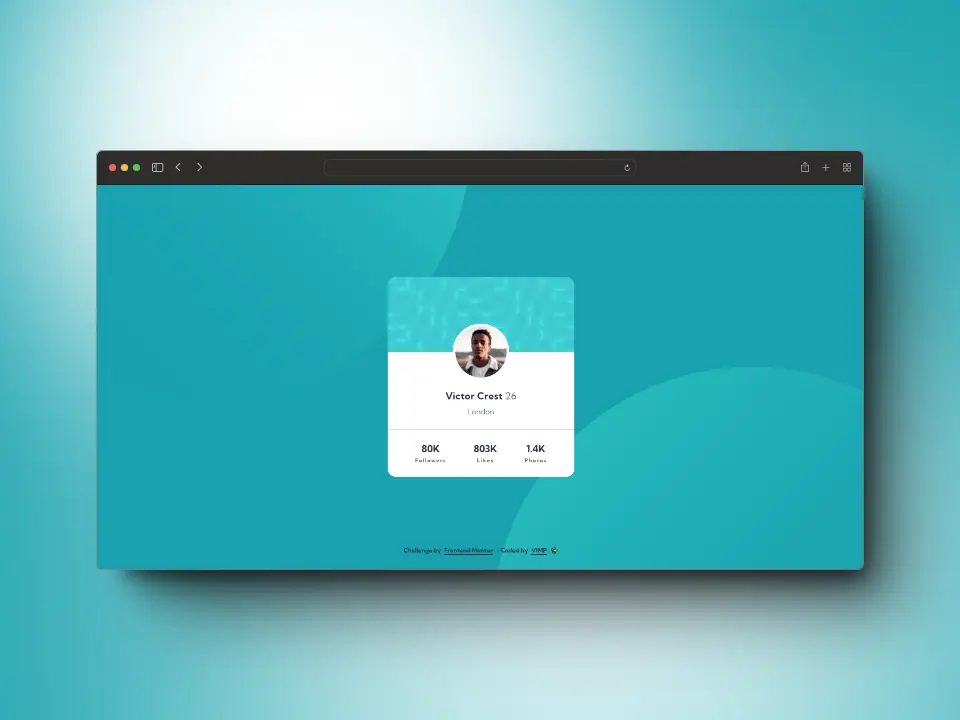 Victor Crest 26
London
80K 803K 1.4K
Followers Likes Photos
Challenge by Frontend Mentor - Coded by VIMP